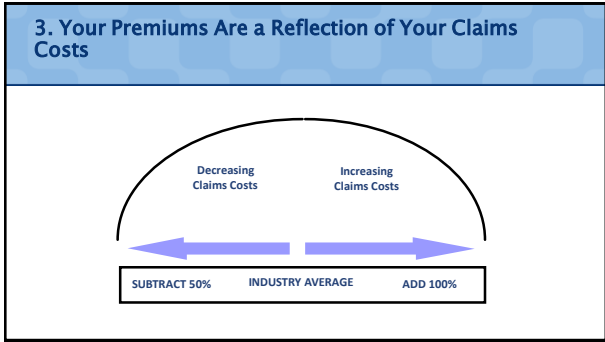 3. Your Premiums Are a Reflection of Your Claims
Costs
Decreasing
Claims Costs
Increasing
Claims Costs
SUBTRACT 50%
INDUSTRY AVERAGE
ADD 100%